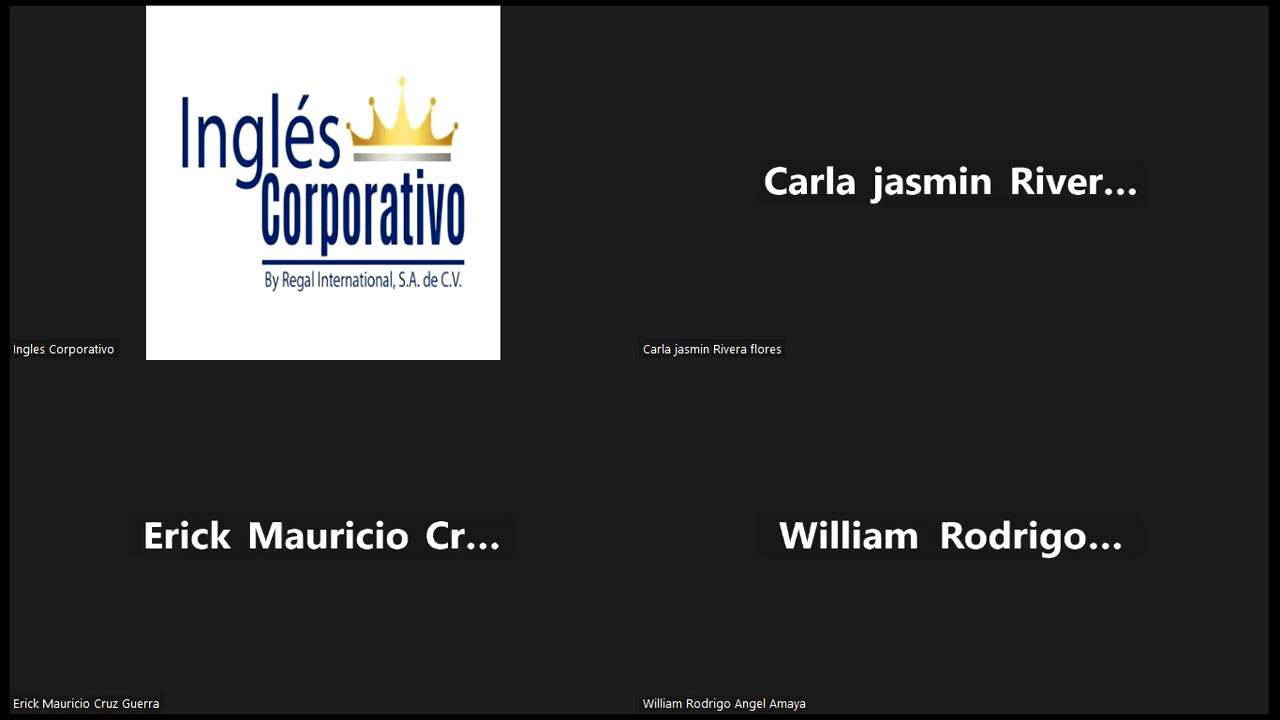 Inglés
Corporativo
By Regal International, S.A. de C.V.
Ingles Corporativo
Carla jasmin River...
Carla jasmin Rivera flores
Erick Mauricio Cr...
Erick Mauricio Cruz Guerra
William Rodrigo...
William Rodrigo Angel Amaya